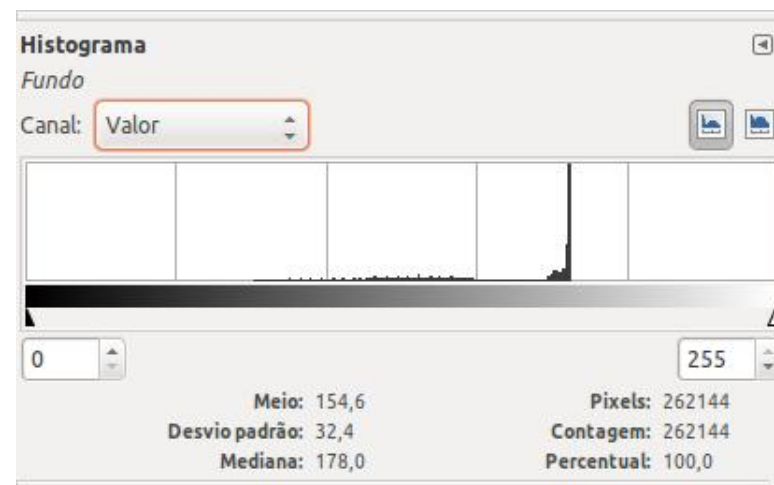 Histograma
Fundo
Canal: Valor
0 255
Meio: 154,6 Pixels: 262144
Desvio padrão: 32,4 Contagem: 262144
Mediana: 178,0 Percentual: 100,0